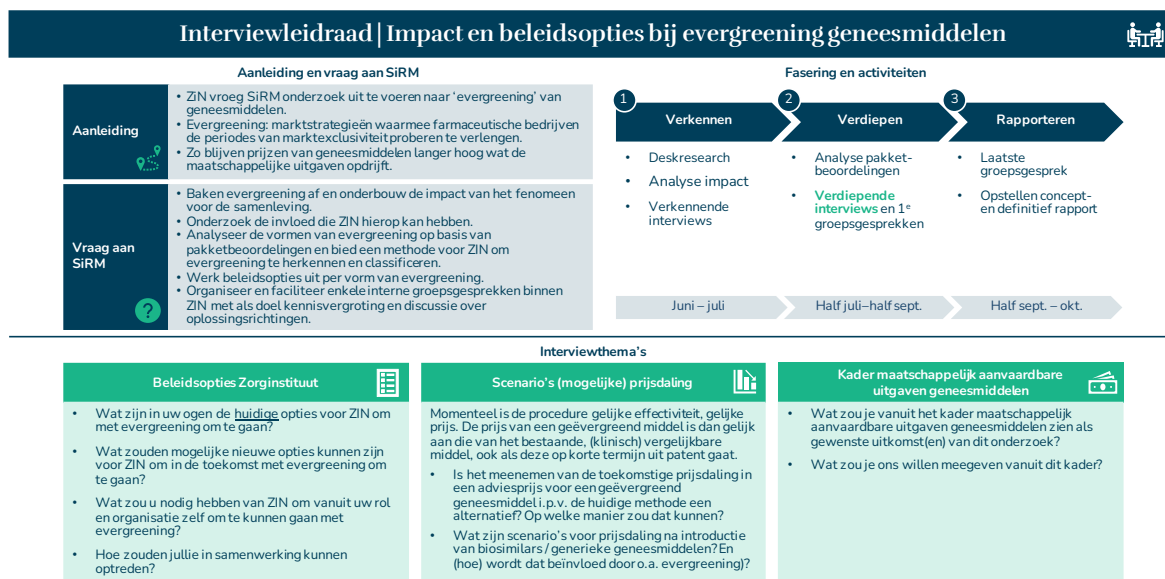 Interviewleidraad | Impact en beleidsopties bij evergreening geneesmiddelen
Aanleiding en vraag aan SiRM
Aanleiding
• ZiN vroeg SiRM onderzoek uit te voeren naar ‘evergreening’ van
geneesmiddelen.
• Evergreening: marktstrategieën waarmee farmaceutische bedrijven
de periodes van marktexclusiviteit proberen te verlengen.
• Zo blijven prijzen van geneesmiddelen langer hoog wat de
maatschappelijke uitgaven opdrijft.
Vraag aan
SiRM
?
• Baken evergreening af en onderbouw de impact van het fenomeen
voor de samenleving.
• Onderzoek de invloed die ZIN hierop kan hebben.
• Analyseer de vormen van evergreening op basis van
pakketbeoordelingen en bied een methode voor ZIN om
evergreening te herkennen en classificeren.
• Werk beleidsopties uit per vorm van evergreening.
• Organiseer en faciliteer enkele interne groepsgesprekken binnen
ZIN met als doel kennisvergroting en discussie over
oplossingsrichtingen.
Fasering en activiteiten
1
Verkennen
• Deskresearch
• Analyse impact
• Verkennende
interviews
Juni – juli
2
Verdiepen
• Analyse pakket-
beoordelingen
• Verdiepende
interviews en 1e
groepsgesprekken
Half juli–half sept.
3
Rapporteren
• Laatste
groepsgesprek
• Opstellen concept-
en definitief rapport
Half sept. – okt.
Interviewthema’s
Beleidsopties Zorginstituut
• Wat zijn in uw ogen de huidige opties voor ZIN om
met evergreening om te gaan?
• Wat zouden mogelijke nieuwe opties kunnen zijn
voor ZIN om in de toekomst met evergreening om
te gaan?
• Wat zou u nodig hebben van ZIN om vanuit uw rol
en organisatie zelf om te kunnen gaan met
evergreening?
• Hoe zouden jullie in samenwerking kunnen
optreden?
Scenario’s (mogelijke) prijsdaling
Momenteel is de procedure gelijke effectiviteit, gelijke
prijs. De prijs van een geëvergreend middel is dan gelijk
aan die van het bestaande, (klinisch) vergelijkbare
middel, ook als deze op korte termijn uit patent gaat.
• Is het meenemen van de toekomstige prijsdaling in
een adviesprijs voor een geëvergreend
geneesmiddel i.p.v. de huidige methode een
alternatief? Op welke manier zou dat kunnen?
• Wat zijn scenario’s voor prijsdaling na introductie
van biosimilars / generieke geneesmiddelen? En
(hoe) wordt dat beïnvloed door o.a. evergreening)?
Kader maatschappelijk aanvaardbare
uitgaven geneesmiddelen
• Wat zou je vanuit het kader maatschappelijk
aanvaardbare uitgaven geneesmiddelen zien als
gewenste uitkomst(en) van dit onderzoek?
• Wat zou je ons willen meegeven vanuit dit kader?